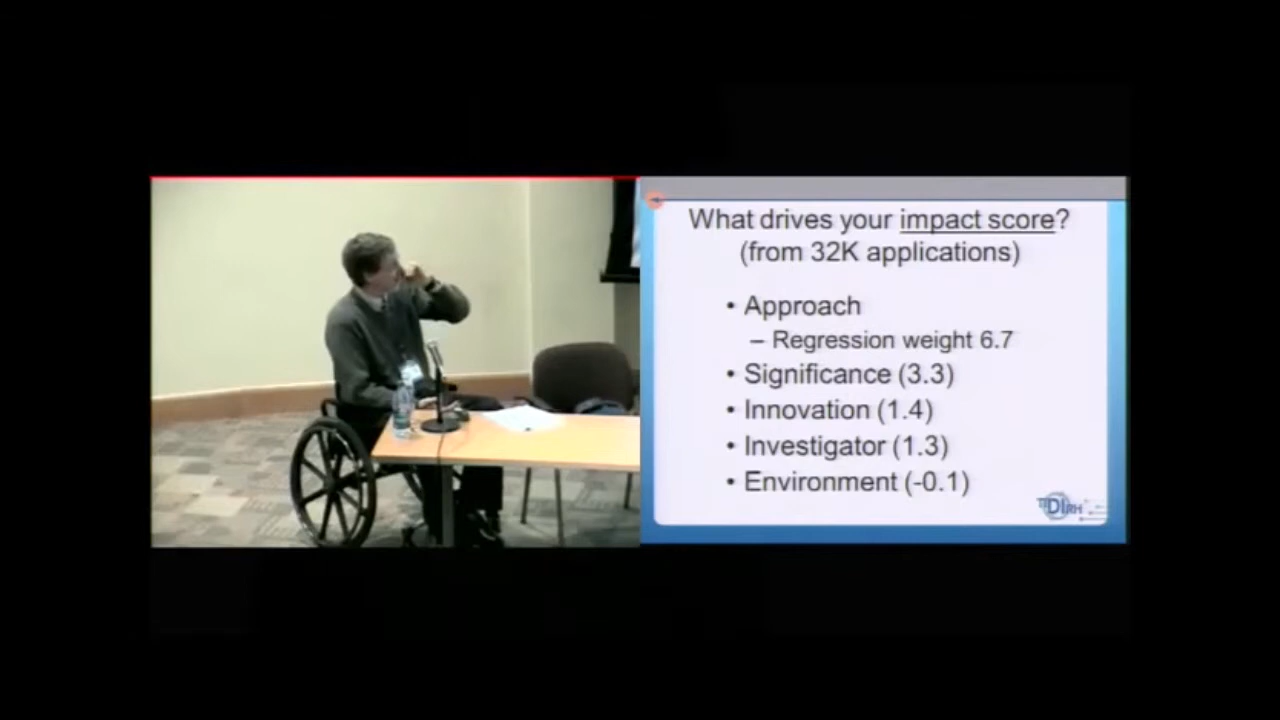 What drives your impact score?
(from 32K applications)
• Approach
– Regression weight 6.7
• Significance (3.3)
• Innovation (1.4)
• Investigator (1.3)
• Environment (-0.1)